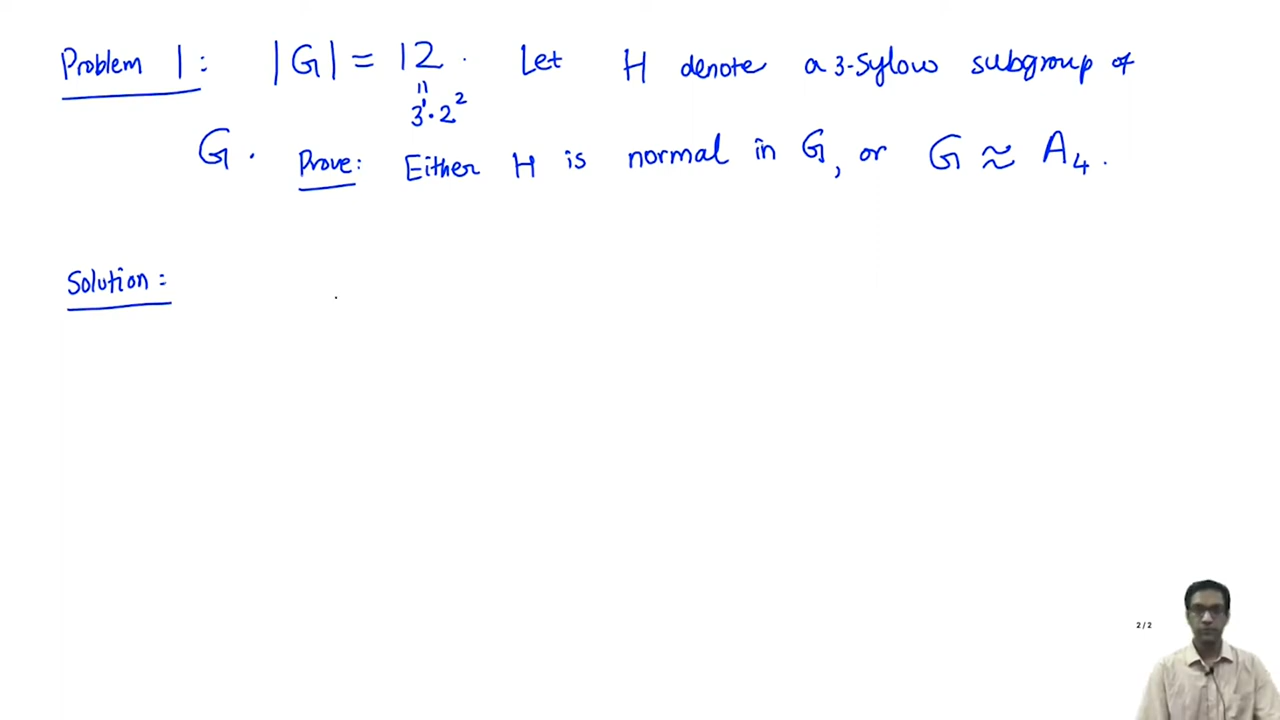 Problem 1: |G| = 12. Let H denote a 3-Sylow subgroup of
"
3¹·2²
G. Prove: Either H is normal in G, or G ≈ A₄.
Solution:
2 / 2